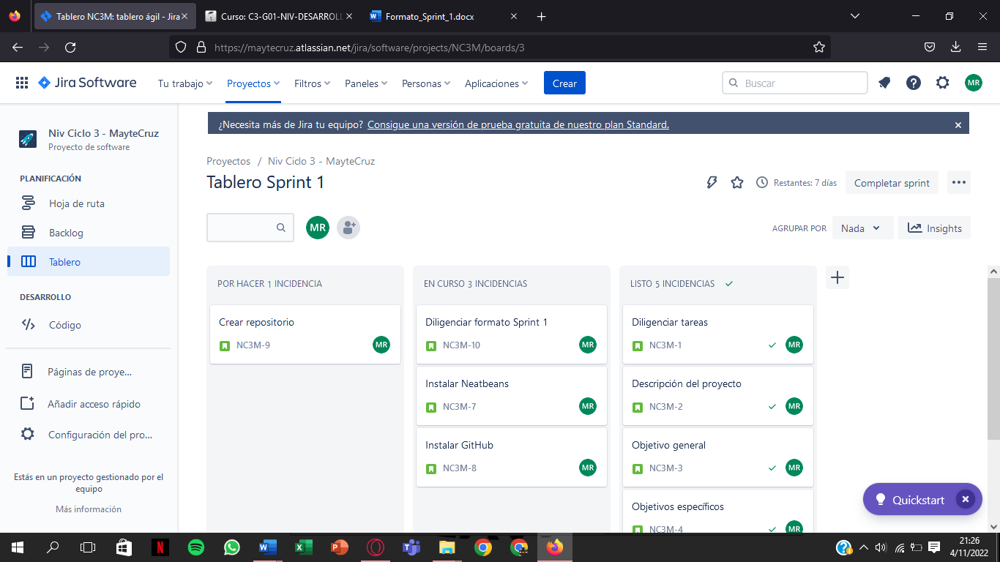 Tablero NC3M: tablero ágil - Jira
Curso: C3-G01-NIV-DESARROLL
Formato_Sprint_1.docx
https://maytecruz.atlassian.net/jira/software/projects/NC3M/boards/3
Jira Software
Tu trabajo
Proyectos
Filtros
Paneles
Personas
Aplicaciones
Crear
Buscar
MR
Niv Ciclo 3 - MayteCruz
Proyecto de software
PLANIFICACIÓN
Hoja de ruta
Backlog
Tablero
DESARROLLO
Código
Páginas de proye...
Añadir acceso rápido
Configuración del pro...
Estás en un proyecto gestionado por el
equipo
Más información
¿Necesita más de Jira tu equipo? Consigue una versión de prueba gratuita de nuestro plan Standard.
Proyectos / Niv Ciclo 3 - MayteCruz
Tablero Sprint 1
Restantes: 7 días
Completar sprint
MR
AGRUPAR POR
Nada
Insights
POR HACER 1 INCIDENCIA
Crear repositorio
NC3M-9
MR
EN CURSO 3 INCIDENCIAS
Diligenciar formato Sprint 1
NC3M-10
MR
Instalar Neatbeans
NC3M-7
MR
Instalar GitHub
NC3M-8
MR
LISTO 5 INCIDENCIAS
Diligenciar tareas
NC3M-1
MR
Descripción del proyecto
NC3M-2
MR
Objetivo general
NC3M-3
MR
Objetivos específicos
NC3M-4
MR
Quickstart
21:26
4/11/2022